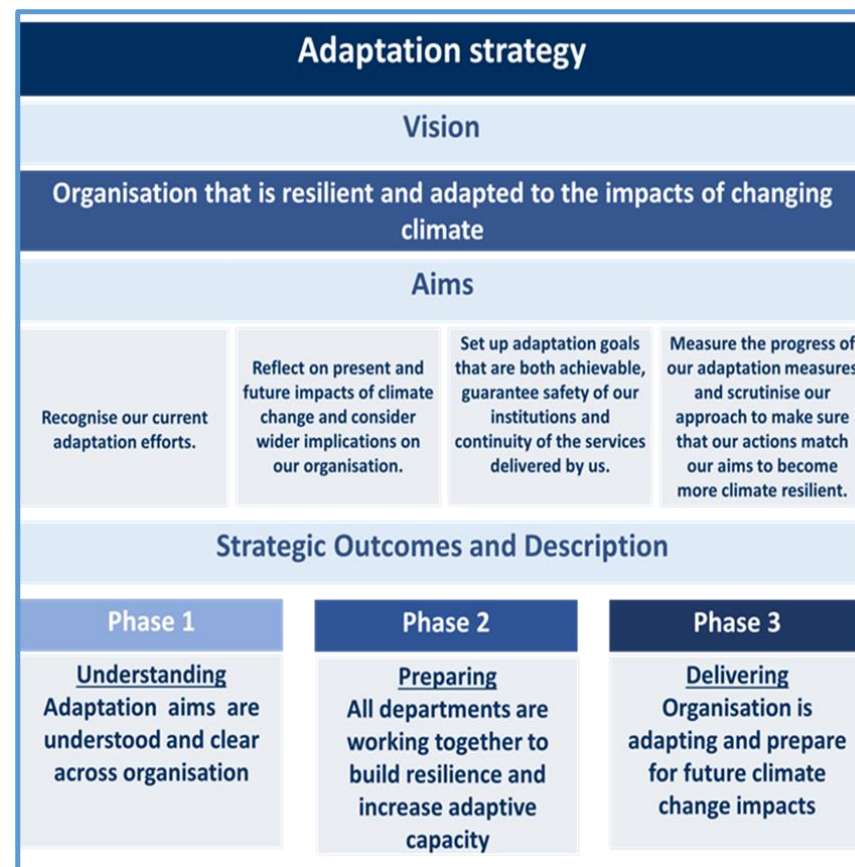 Adaptation strategy
Vision
Organisation that is resilient and adapted to the impacts of changing
climate
Aims
Recognise our current
adaptation efforts.
Reflect on present and
future impacts of climate
change and consider
wider implications on
our organisation.
Set up adaptation goals
that are both achievable,
guarantee safety of our
institutions and
continuity of the services
delivered by us.
Measure the progress of
our adaptation measures
and scrutinise our
approach to make sure
that our actions match
our aims to become
more climate resilient.
Strategic Outcomes and Description
Phase 1
Understanding
Adaptation aims are
understood and clear
across organisation
Phase 2
Preparing
All departments are
working together to
build resilience and
increase adaptive
capacity
Phase 3
Delivering
Organisation is
adapting and prepare
for future climate
change impacts